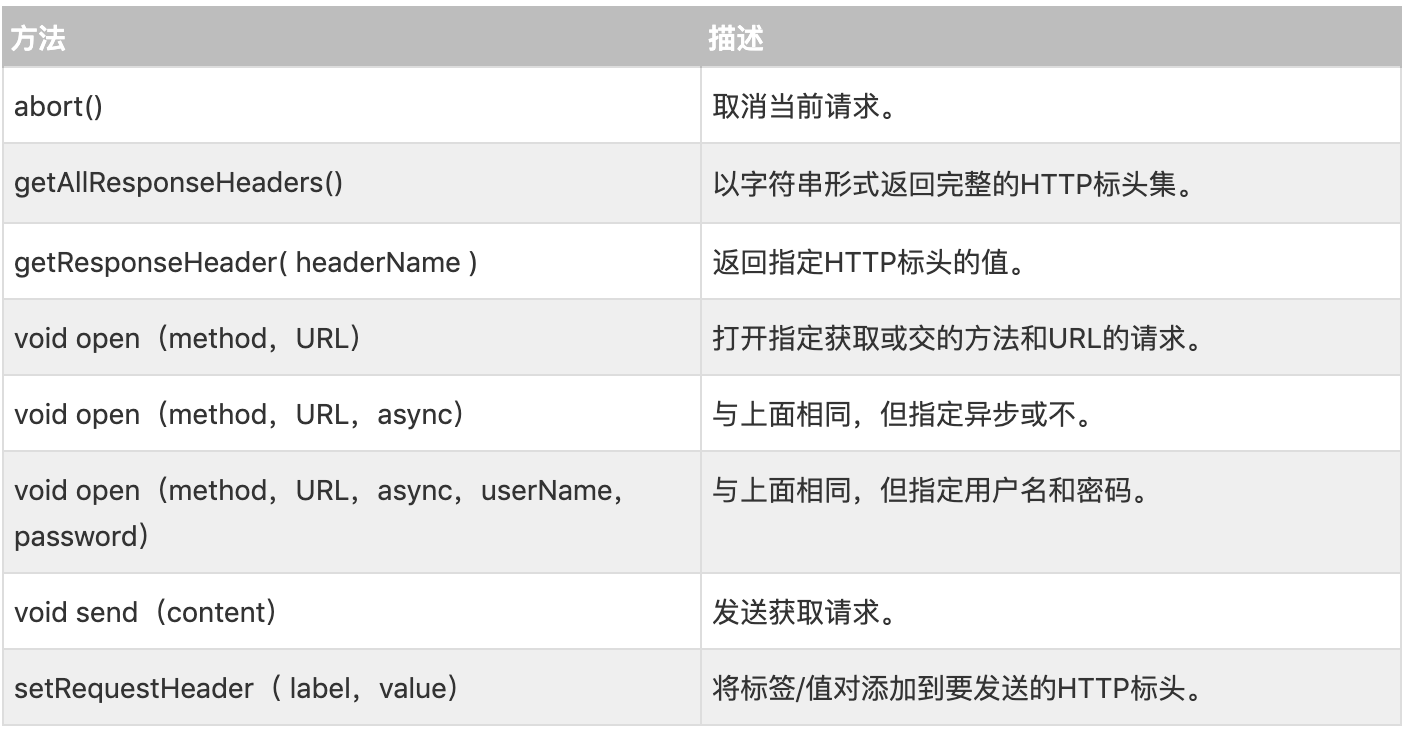 方法 描述
abort() 取消当前请求。
getAllResponseHeaders() 以字符串形式返回完整的HTTP标头集。
getResponseHeader( headerName ) 返回指定HTTP标头的值。
void open（method，URL） 打开指定获取或交的方法和URL的请求。
void open（method，URL，async） 与上面相同，但指定异步或不。
void open（method，URL，async，userName， 与上面相同，但指定用户名和密码。
password）
void send（content） 发送获取请求。
setRequestHeader（ label，value） 将标签/值对添加到要发送的HTTP标头。